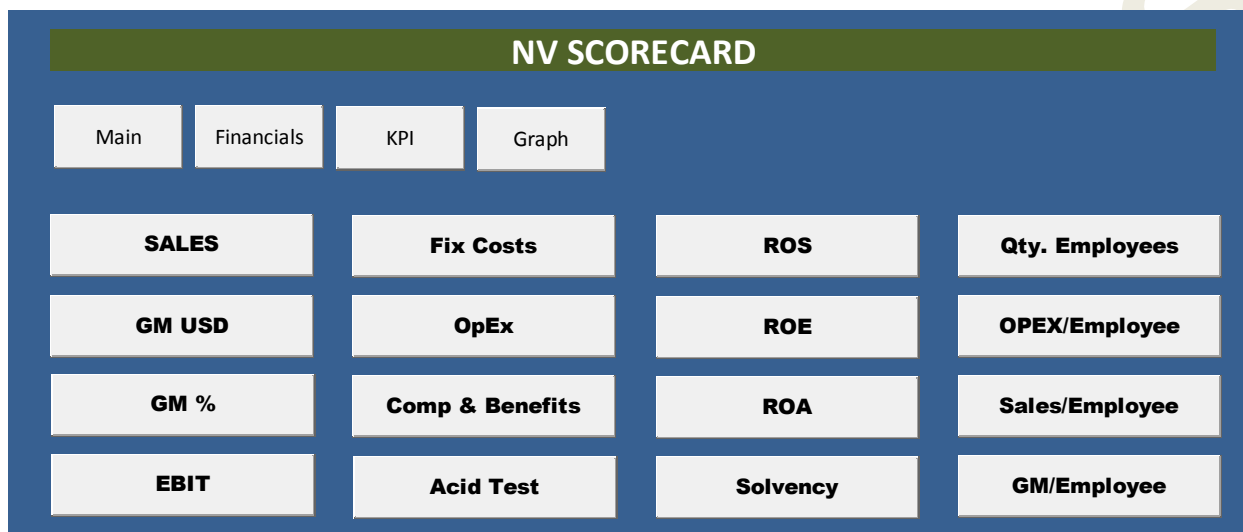 NV SCORECARD
Main Financials KPI Graph
SALES Fix Costs ROS Qty. Employees
GM USD OpEx ROE OPEX/Employee
GM % Comp & Benefits ROA Sales/Employee
EBIT Acid Test Solvency GM/Employee